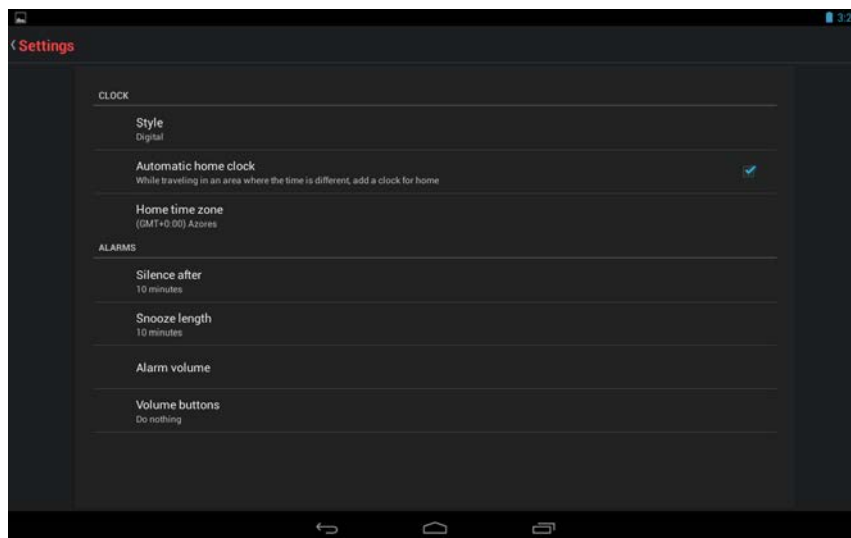 Settings
CLOCK
Style
Digital
Automatic home clock
While traveling in an area where the time is different, add a clock for home
Home time zone
(GMT+0:00) Azores
ALARMS
Silence after
10 minutes
Snooze length
10 minutes
Alarm volume
Volume buttons
Do nothing